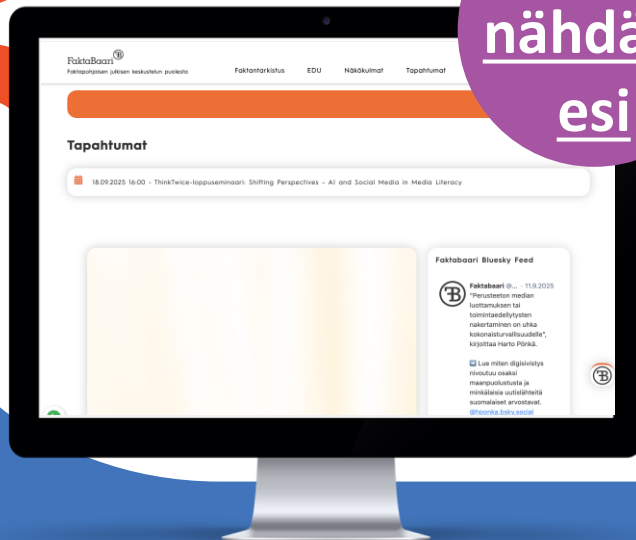 nähdä
esi
FaktaBaari
Faktapohjaisen julkisen keskustelun puolesta
Faktantarkistus EDU Näkökulmat Tapahtumat
Tapahtumat
18.09.2025 16:00 - ThinkTwice-loppuseminaari: Shifting Perspectives - AI and Social Media in Media Literacy
Faktabaari Bluesky Feed
Faktabaari @... · 11.9.2025
"Perusteeton median
luottamuksen tai
toimintaedellytysten
nakertaminen on uhka
kokonaisturvallisuudelle",
kirjoittaa Harto Pönkä.
➡️ Lue miten digisivistys
nivoutuu osaksi
maanpuolustusta ja
minkälaisia uutislähteitä
suomalaiset arvostavat.
@hponka.bsky.social